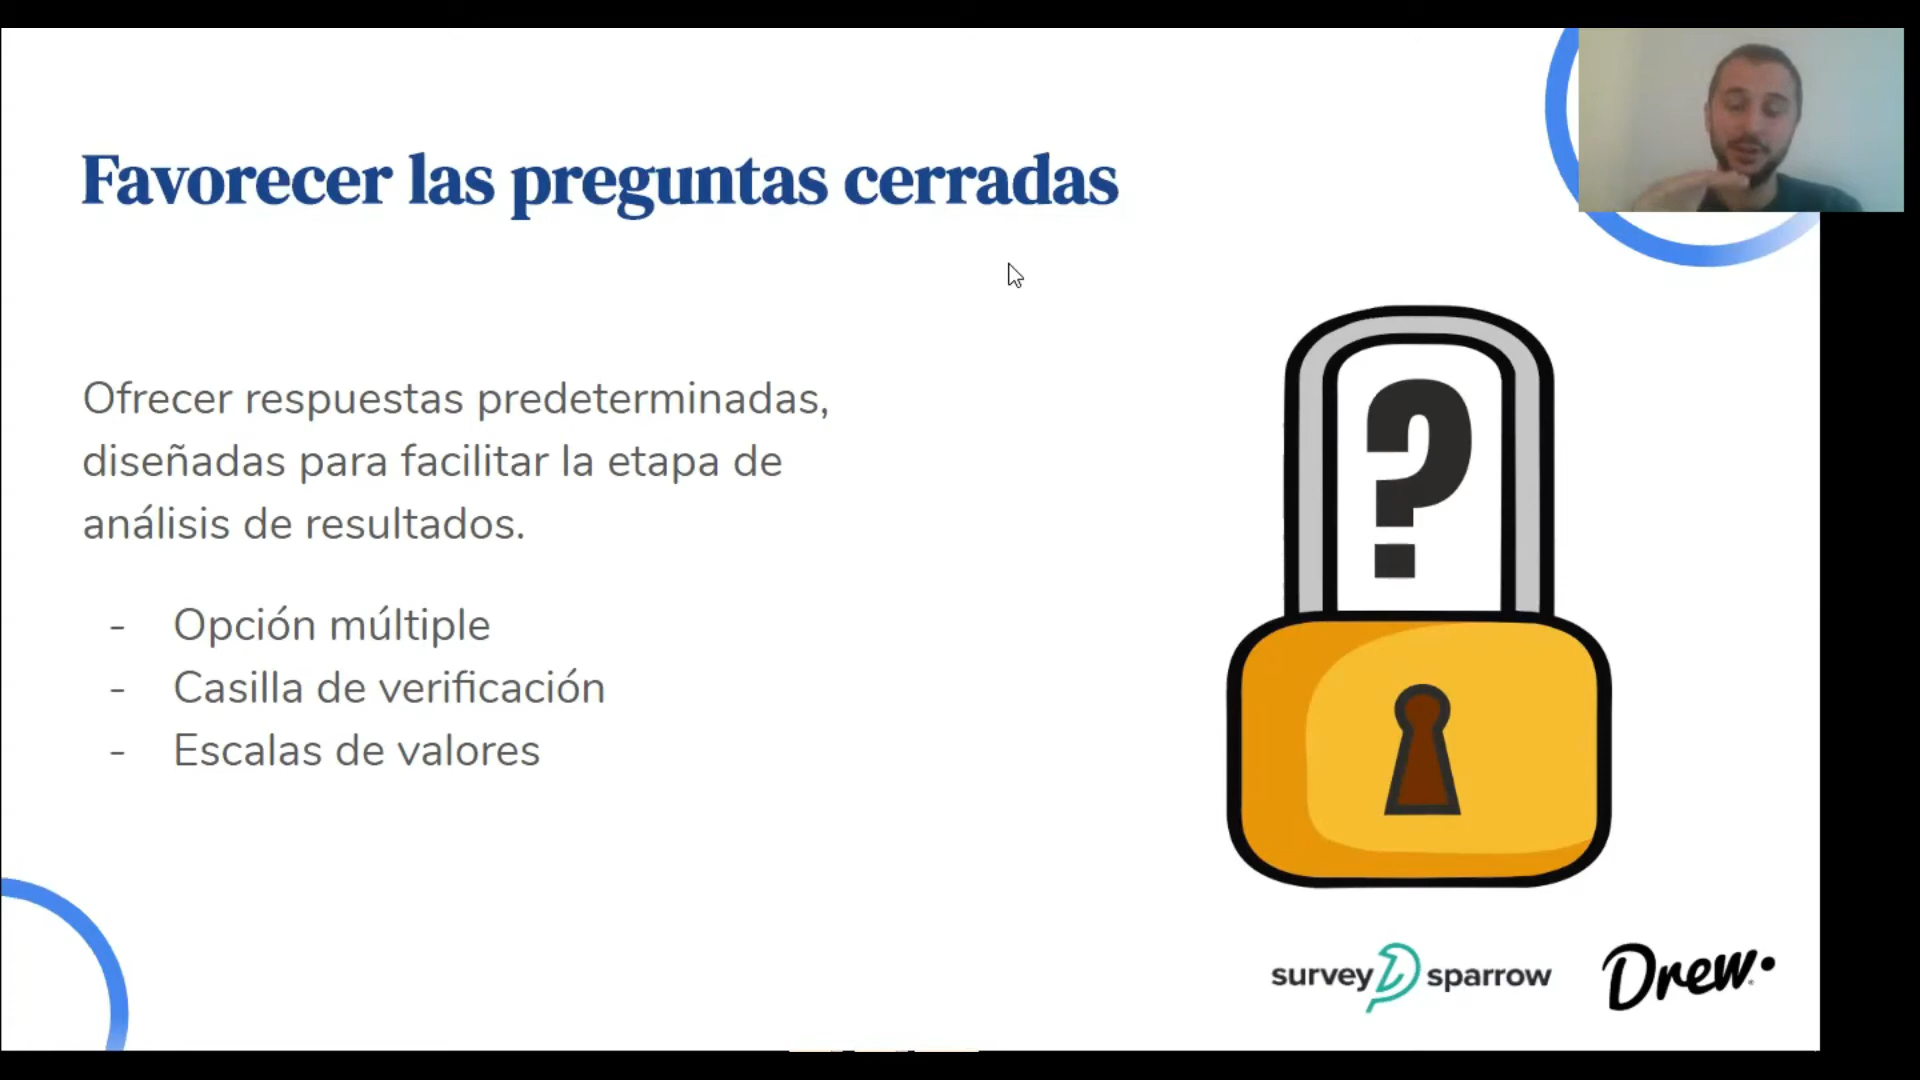 Favorecer las preguntas cerradas
Ofrecer respuestas predeterminadas,
diseñadas para facilitar la etapa de
análisis de resultados.
- Opción múltiple
- Casilla de verificación
- Escalas de valores
?
survey sparrow
Drew